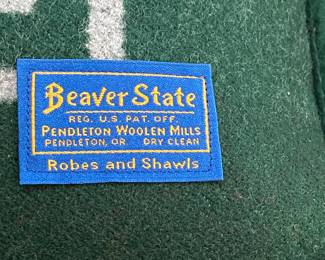 Beaver State
REG. U.S. PAT. OFF.
PENDLETON WOOLEN MILLS
PENDLETON, OR. DRY CLEAN
Robes and Shawls